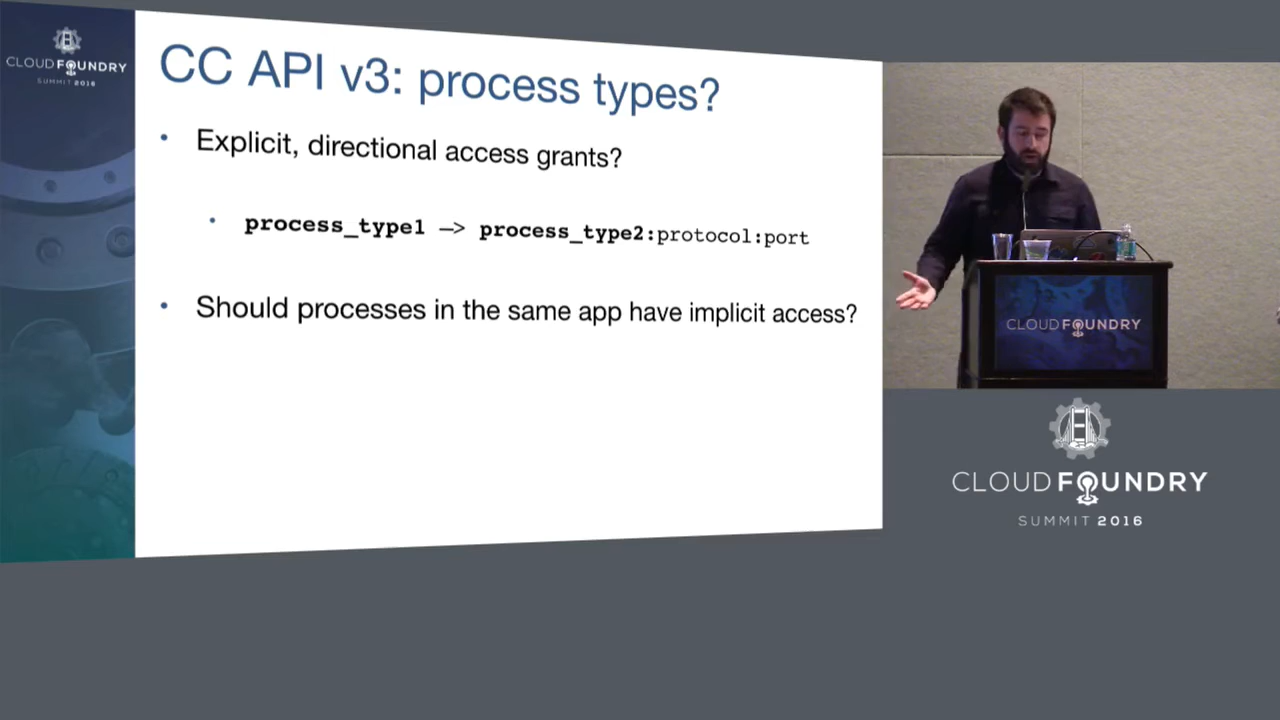 CLOUD FOUNDRY
SUMMIT 2016
CC API v3: process types?
• Explicit, directional access grants?
• process_type1 —> process_type2:protocol:port
• Should processes in the same app have implicit access?
CLOUD FOUNDRY
CLOUD FOUNDRY
SUMMIT 2016